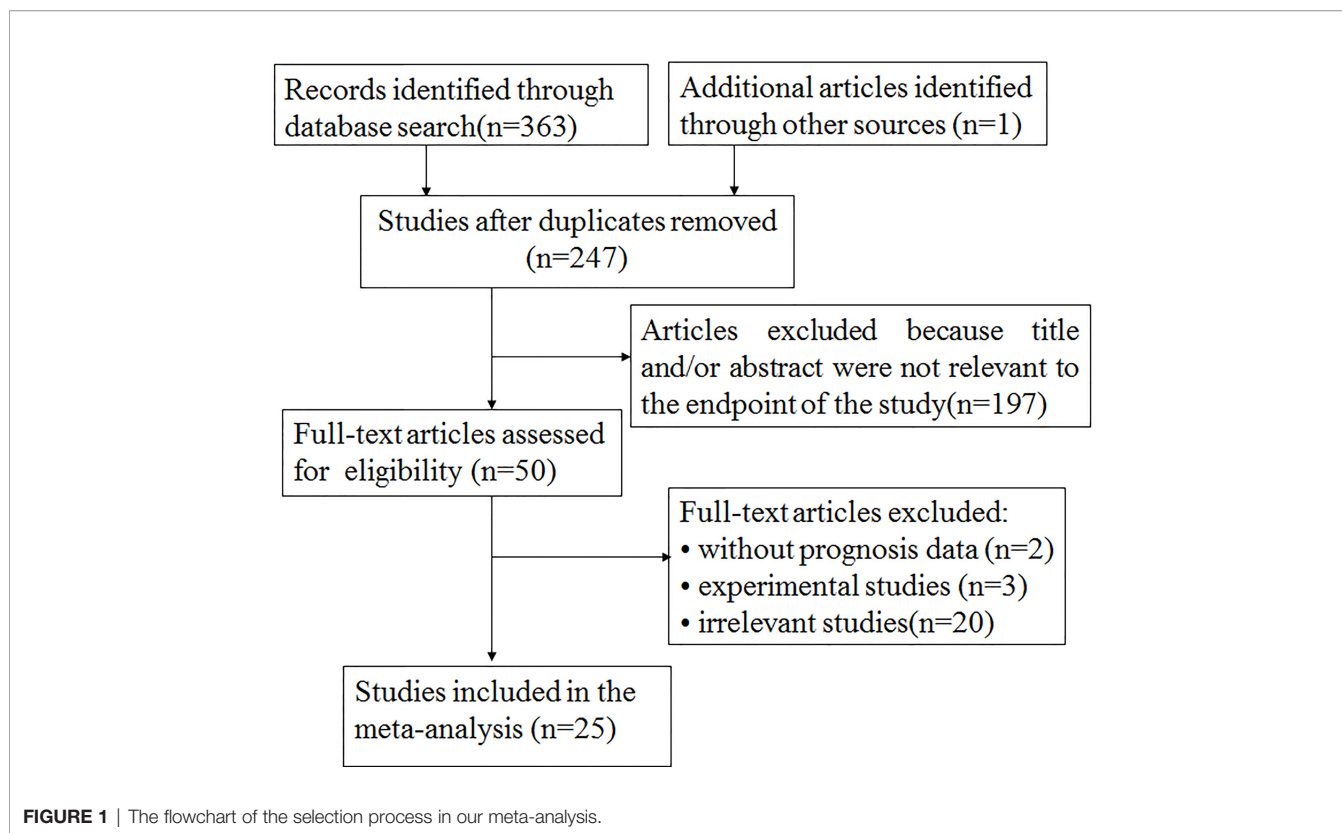 Records identified through
database search(n=363)
Additional articles identified
through other sources (n=1)
Studies after duplicates removed
(n=247)
Articles excluded because title
and/or abstract were not relevant to
the endpoint of the study(n=197)
Full-text articles assessed
for eligibility (n=50)
Full-text articles excluded:
• without prognosis data (n=2)
• experimental studies (n=3)
• irrelevant studies(n=20)
Studies included in the
meta-analysis (n=25)
FIGURE 1 | The flowchart of the selection process in our meta-analysis.